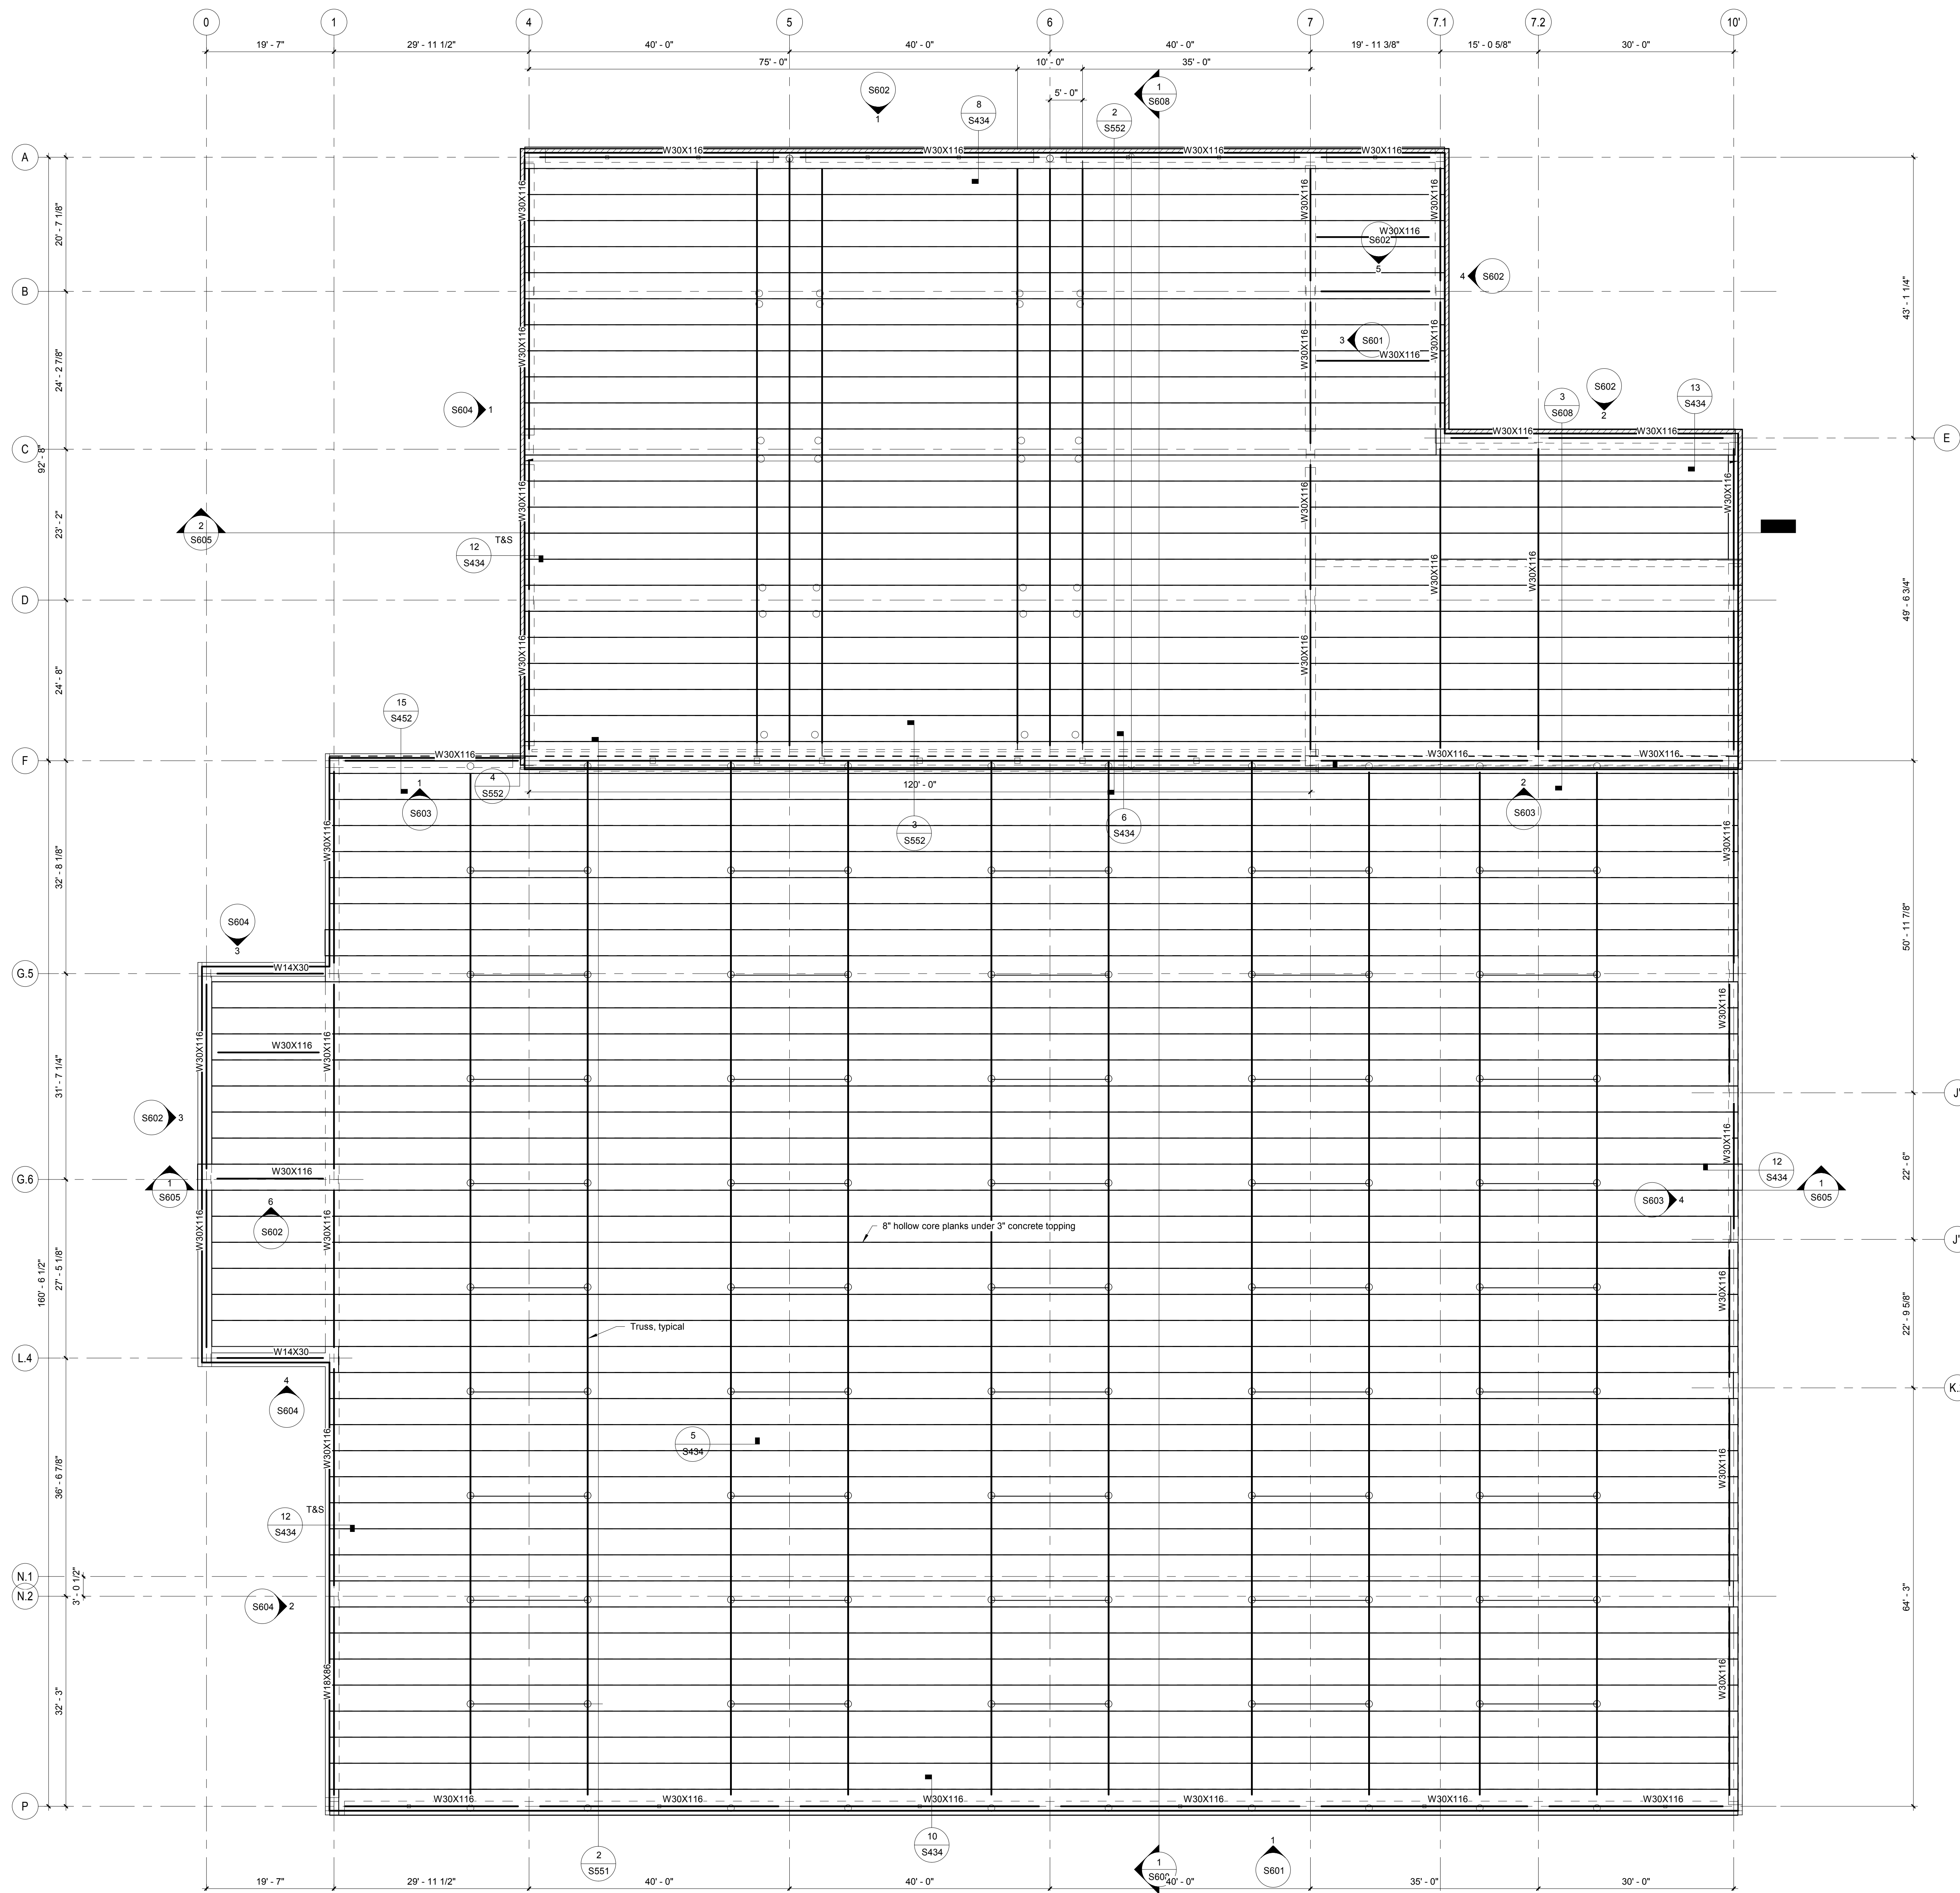 0 1 4 5 6 7 7.1 7.2 10'
19' - 7" 29' - 11 1/2" 40' - 0" 40' - 0" 40' - 0" 19' - 11 3/8" 15' - 0 5/8" 30' - 0"
75' - 0" 10' - 0" 35' - 0"
5' - 0"
S602
1
8
S434
2
S552
1
S608
A
W30X116 W30X116 W30X116 W30X116
20' - 7 1/8"
W30X116 W30X116 W30X116
W30X116
S602
5
4 S602
B
43' - 1 1/4"
W30X116 W30X116 W30X116
3 S601
W30X116
24' - 2 7/8"
S604 1
3
S608
S602
2
13
S434
W30X116 W30X116
E
C
92' - 8"
W30X116 W30X116 W30X116
23' - 2"
2
S605
T&S
12
S434
W30X116 W30X116
D
49' - 6 3/4"
W30X116 W30X116
24' - 8"
15
S452
F
W30X116 W30X116 W30X116
4
S552
120' - 0"
1
S603
2
S603
3
S552
6
S434
W30X116 W30X116
32' - 8 1/8"
50' - 11 7/8"
S604
3
G.5
W14X30
W30X116
W30X116 W30X116 W30X116
31' - 7 1/4"
S602 3
W30X116
G.6
W30X116
1
S605
12
S434
1
S605
S603 4
22' - 6"
6
S602
W30X116 W30X116
8" hollow core planks under 3" concrete topping
27' - 5 1/8"
160' - 6 1/2"
W30X116
22' - 9 5/8"
Truss, typical
L.4
W14X30
4
S604
5
S434
W30X116 W30X116
36' - 6 7/8"
T&S
12
S434
N.1
N.2
3' - 0 1/2"
S604 2
64' - 3"
W18X86 W30X116
32' - 3"
P
W30X116 W30X116 W30X116 W30X116 W30X116 W30X116
2
S551
10
S434
1
1
S601
19' - 7" 29' - 11 1/2" 40' - 0" 40' - 0" 40' - 0" 35' - 0" 30' - 0"